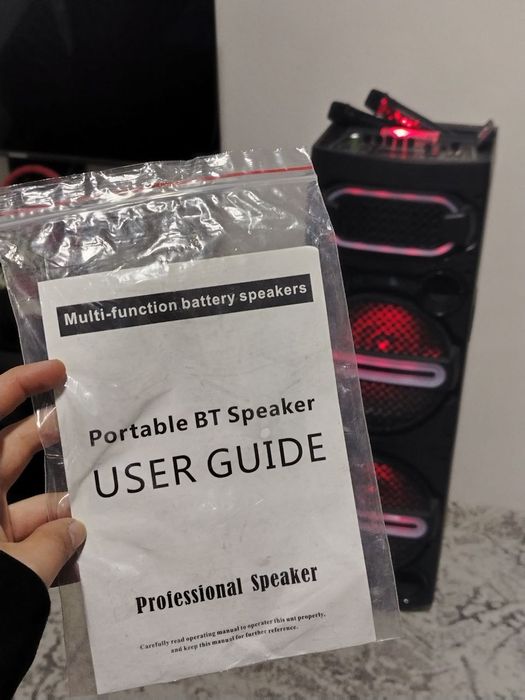 Multi-function battery speakers
Portable BT Speaker
USER GUIDE
Professional Speaker
Carefully read operating manual to operater this unt properly,
and keep this manual for further reference.